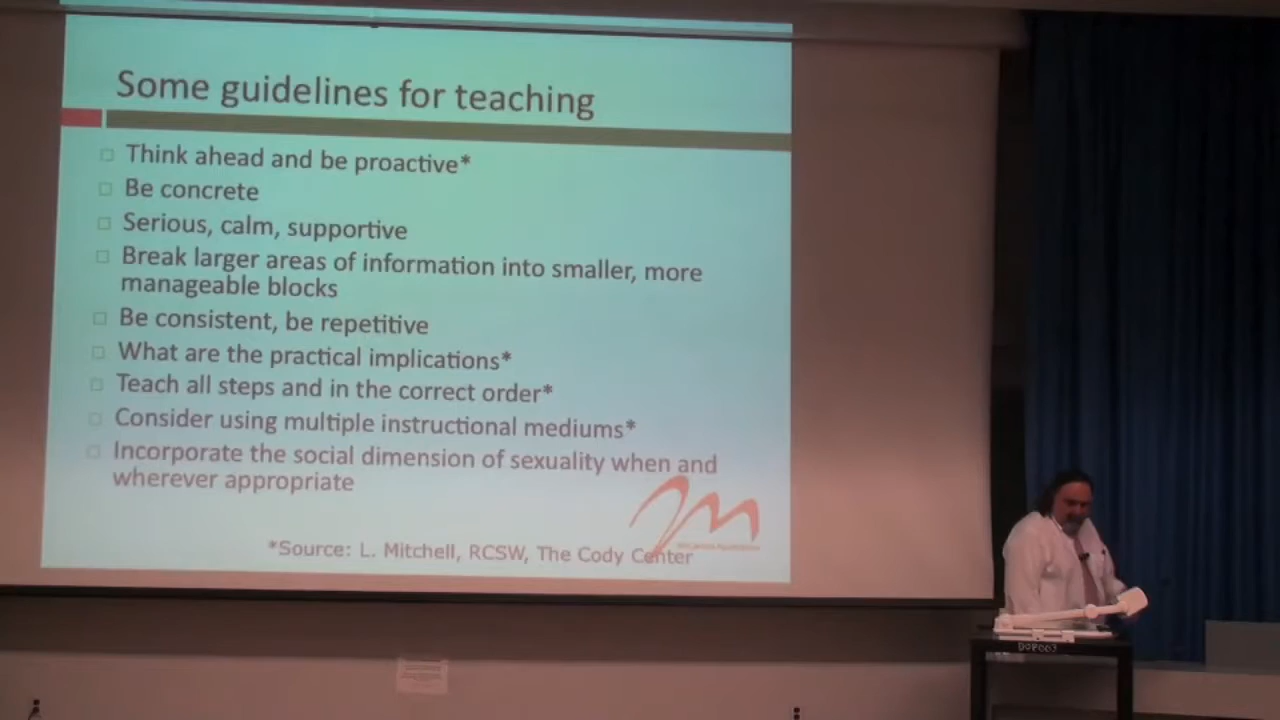 Some guidelines for teaching
Think ahead and be proactive*
Be concrete
Serious, calm, supportive
Break larger areas of information into smaller, more
manageable blocks
Be consistent, be repetitive
What are the practical implications*
Teach all steps and in the correct order*
Consider using multiple instructional mediums*
Incorporate the social dimension of sexuality when and
wherever appropriate
*Source: L. Mitchell, RCSW, The Cody Center